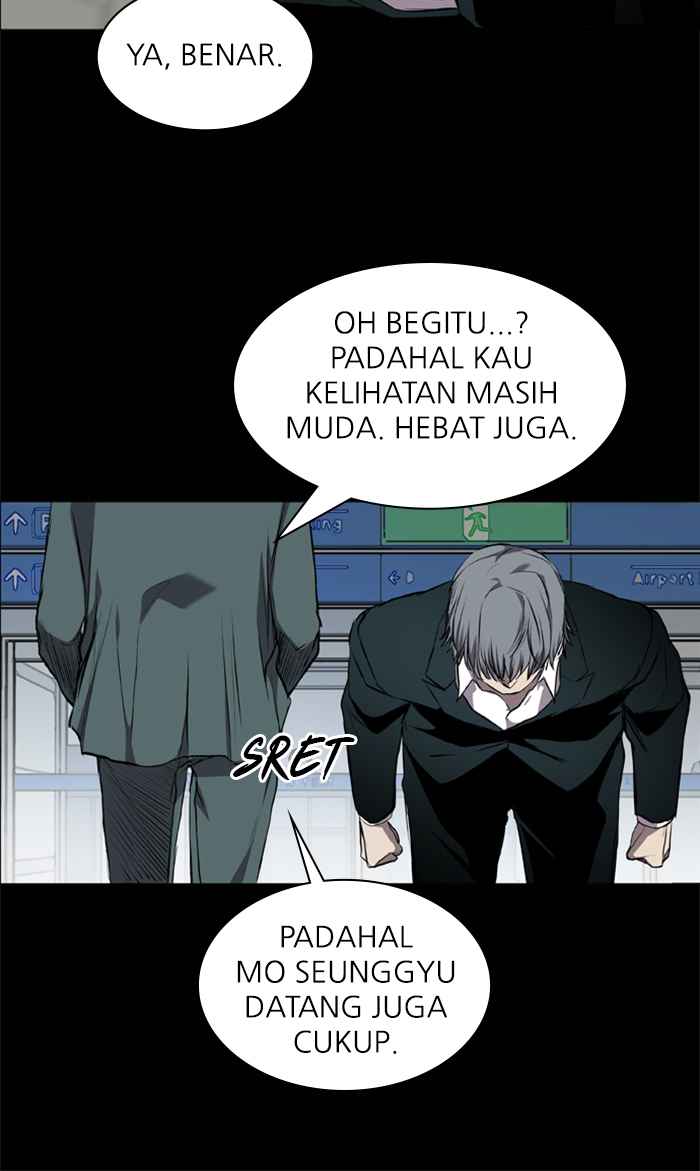 YA, BENAR.
OH BEGITU...?
PADAHAL KAU
KELIHATAN MASIH
MUDA. HEBAT JUGA.
Airport
SRET
PADAHAL
MO SEUNGGYU
DATANG JUGA
CUKUP.